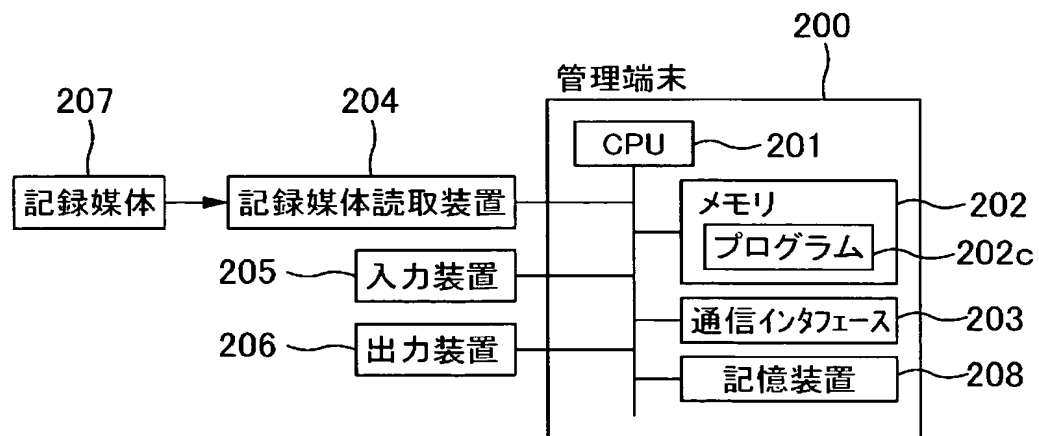 200
管理端末
207
204
CPU
201
記録媒体
記録媒体読取装置
メモリ
202
プログラム
202c
205
入力装置
通信インタフェース
203
206
出力装置
記憶装置
208